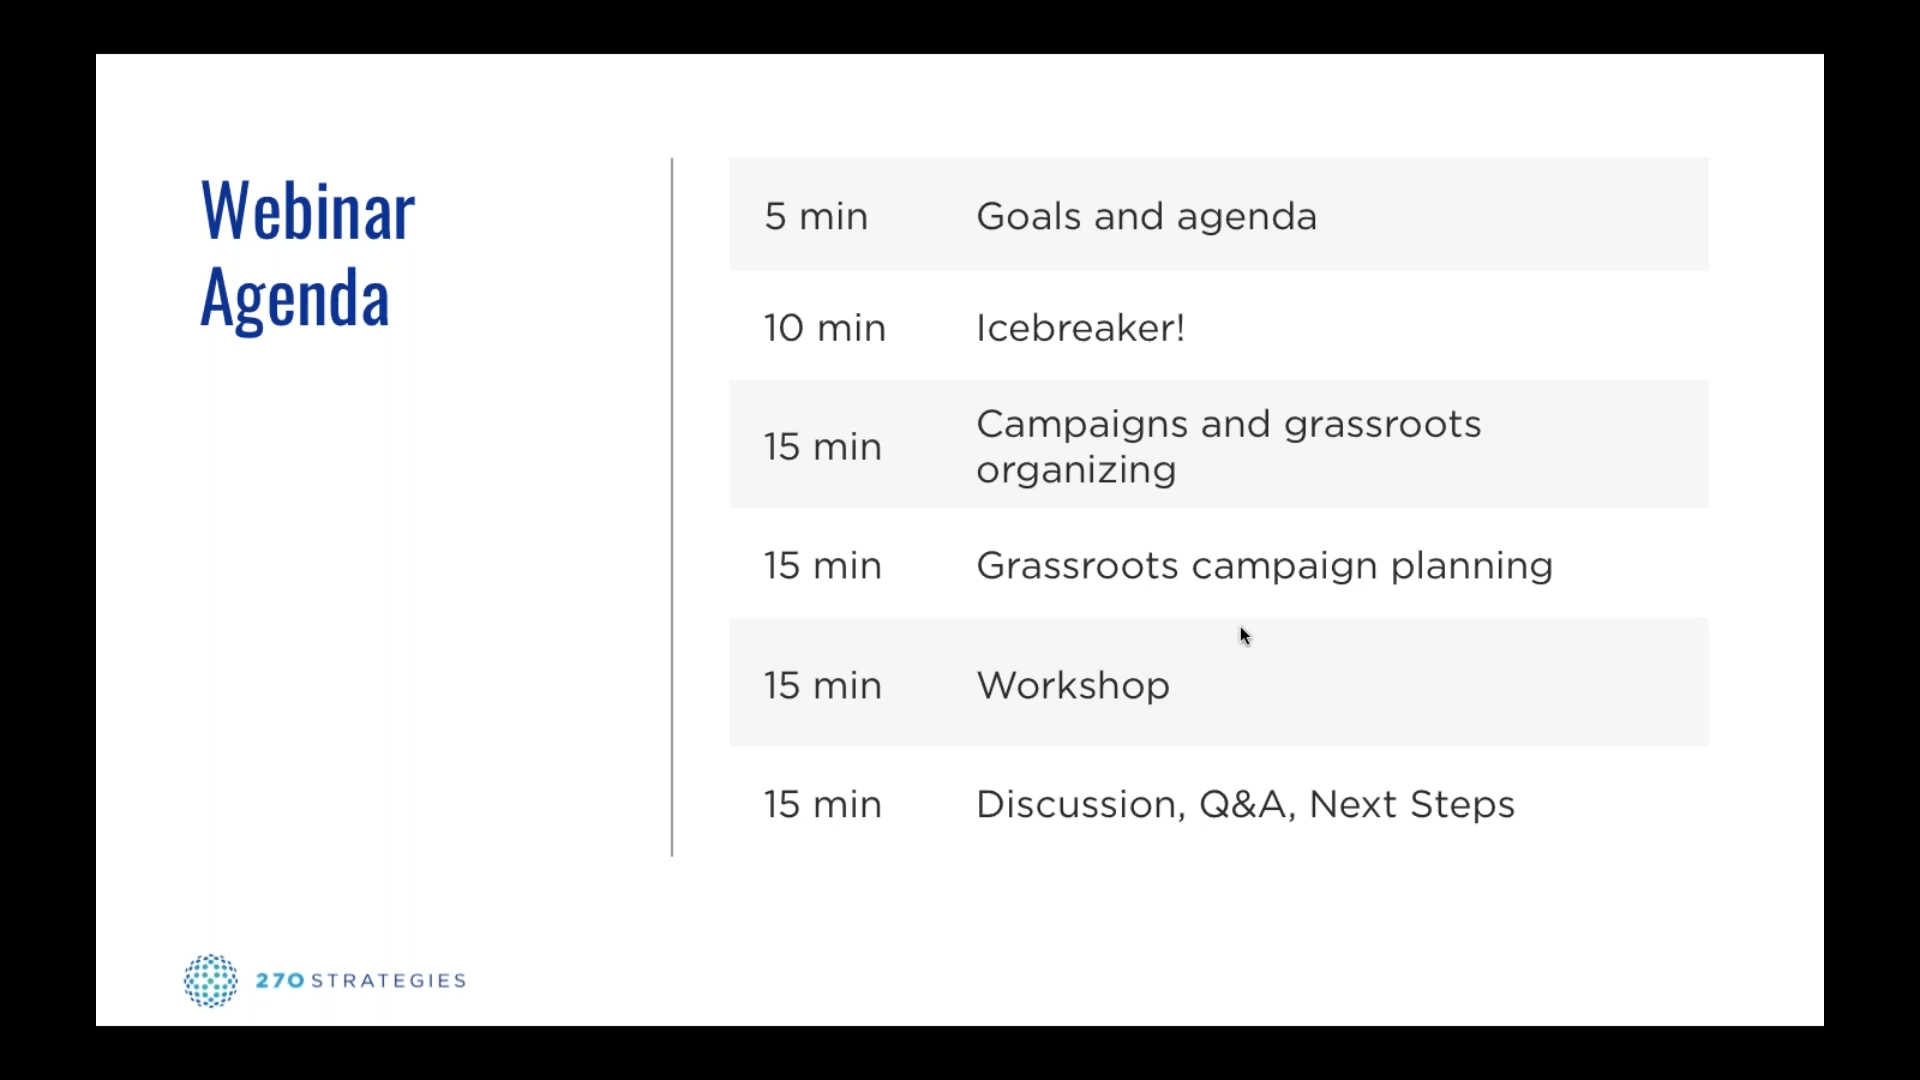 Webinar
Agenda
5 min Goals and agenda
10 min Icebreaker!
15 min Campaigns and grassroots
organizing
15 min Grassroots campaign planning
15 min Workshop
15 min Discussion, Q&A, Next Steps
270 STRATEGIES